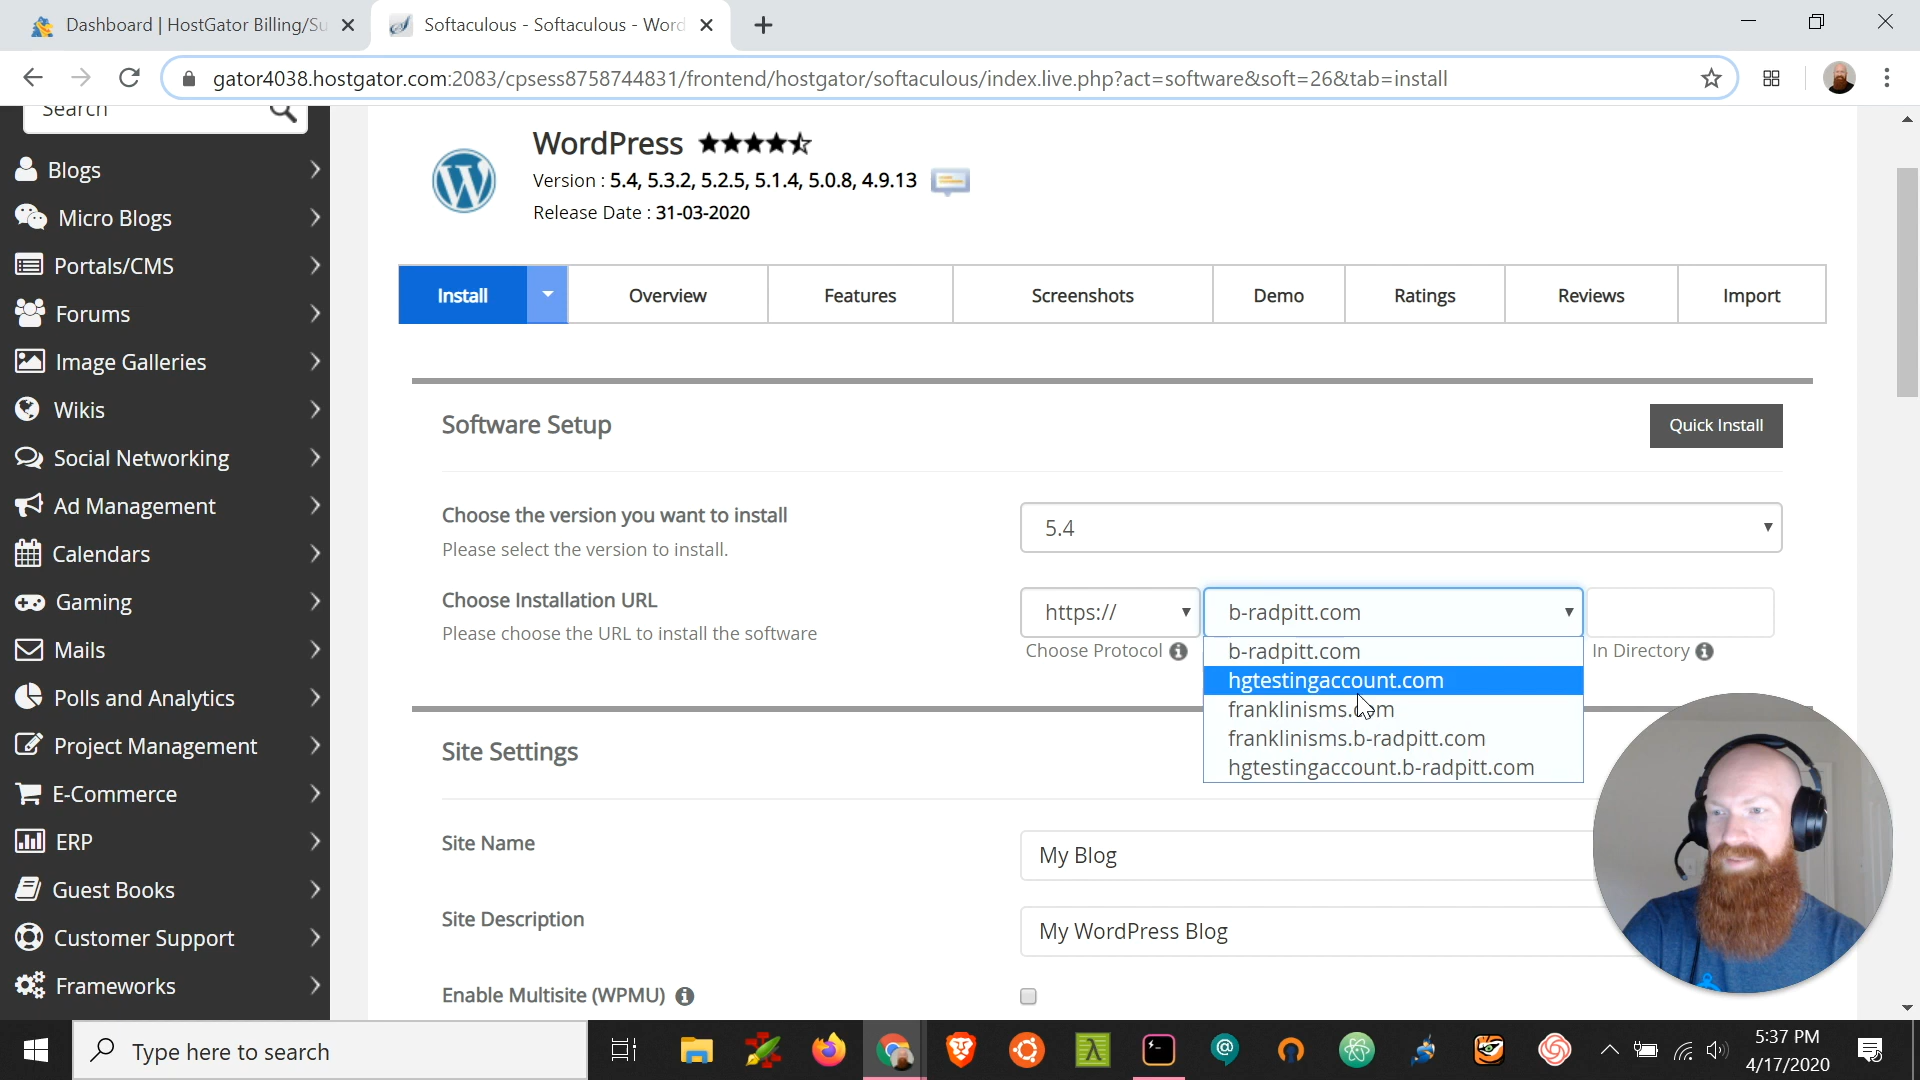 Dashboard | HostGator Billing/Su
Softaculous - Softaculous - Word
gator4038.hostgator.com:2083/cpsess8758744831/frontend/hostgator/softaculous/index.live.php?act=software&soft=26&tab=install
Search
Blogs
Micro Blogs
Portals/CMS
Forums
Image Galleries
Wikis
Social Networking
Ad Management
Calendars
Gaming
Mails
Polls and Analytics
Project Management
E-Commerce
ERP
Guest Books
Customer Support
Frameworks
WordPress
Version : 5.4, 5.3.2, 5.2.5, 5.1.4, 5.0.8, 4.9.13
Release Date : 31-03-2020
Install
Overview
Features
Screenshots
Demo
Ratings
Reviews
Import
Software Setup
Quick Install
Choose the version you want to install
Please select the version to install.
5.4
Choose Installation URL
Please choose the URL to install the software
https://
Choose Protocol
b-radpitt.com
b-radpitt.com
hgtestingaccount.com
franklinisms.com
franklinisms.b-radpitt.com
hgtestingaccount.b-radpitt.com
In Directory
Site Settings
Site Name
My Blog
Site Description
My WordPress Blog
Enable Multisite (WPMU)
Type here to search
5:37 PM
4/17/2020